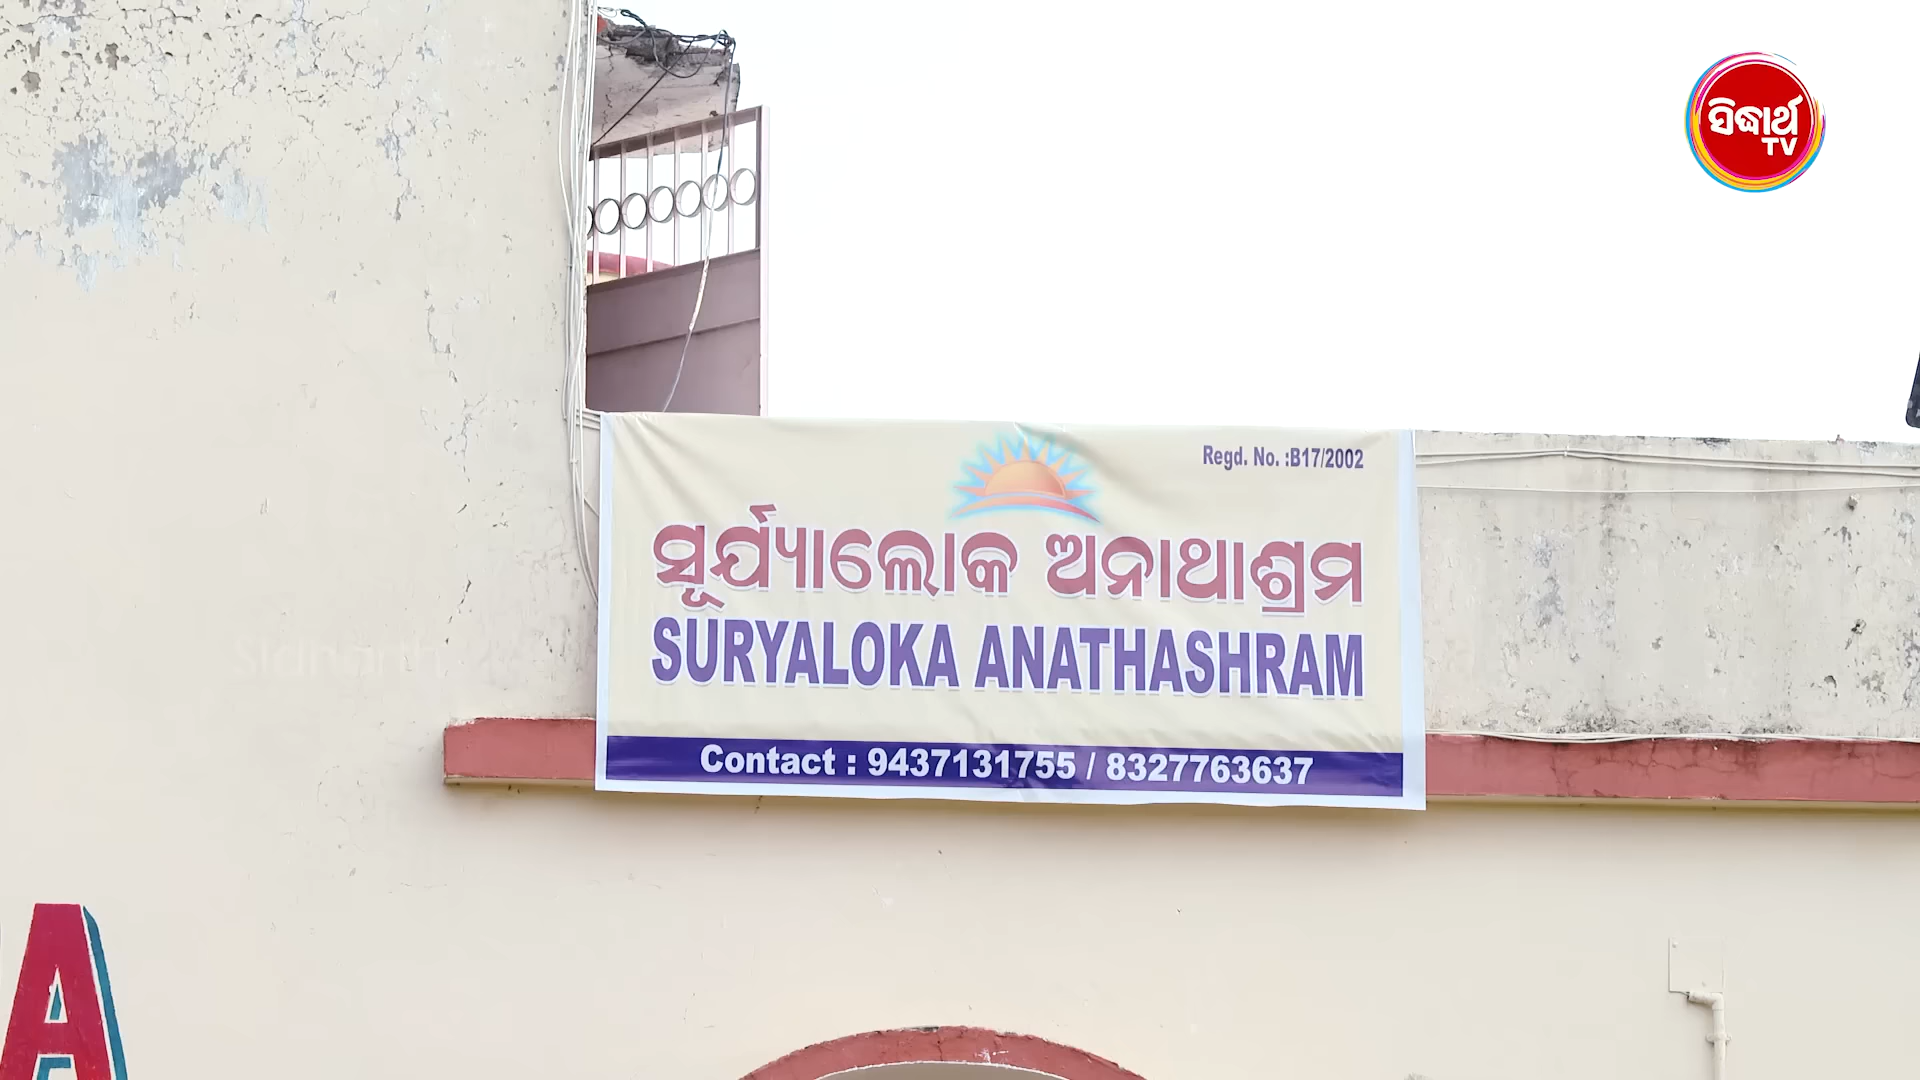 ସିଦ୍ଧାର୍ଥ
TV
Regd. No. :B17/2002
ସୂର୍ଯ୍ୟାଲୋକ ଅନାଥାଶ୍ରମ
SURYALOKA ANATHASHRAM
Contact : 9437131755 / 8327763637
A